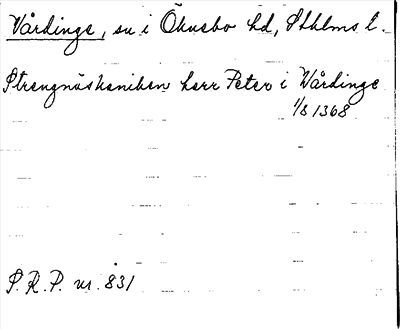 Vårdinge, sn i Öknebo hd, Sthlms l.
Strengnäskaniken herr Peter i Wårdinge
1/8 1368
S.R.P. nr. 831